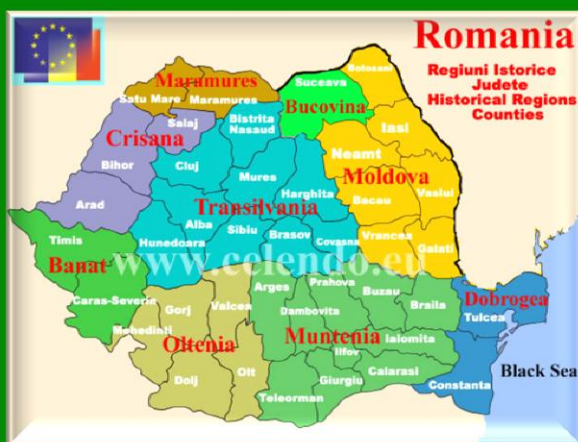 Romania
Regiuni Istorice
Judete
Historical Regions
Counties
Maramures
Satu Mare
Maramures
Suceava
Botosani
Bucovina
Bistrita
Nasaud
Salaj
Crisana
Iasi
Bihor
Cluj
Neamt
Mures
Moldova
Harghita
Vaslui
Arad
Transilvania
Bacau
Alba
Sibiu
Brasov
Covasna
Vrancea
Galati
Timis
Hunedoara
Banat
www.celendo.eu
Caras-Severin
Gorj
Valcea
Arges
Prahova
Buzau
Braila
Dobrogea
Tulcea
Mehedinti
Dambovita
Oltenia
Muntenia
Ialomita
Ilfov
Dolj
Olt
Giurgiu
Calarasi
Teleorman
Constanta
Black Sea